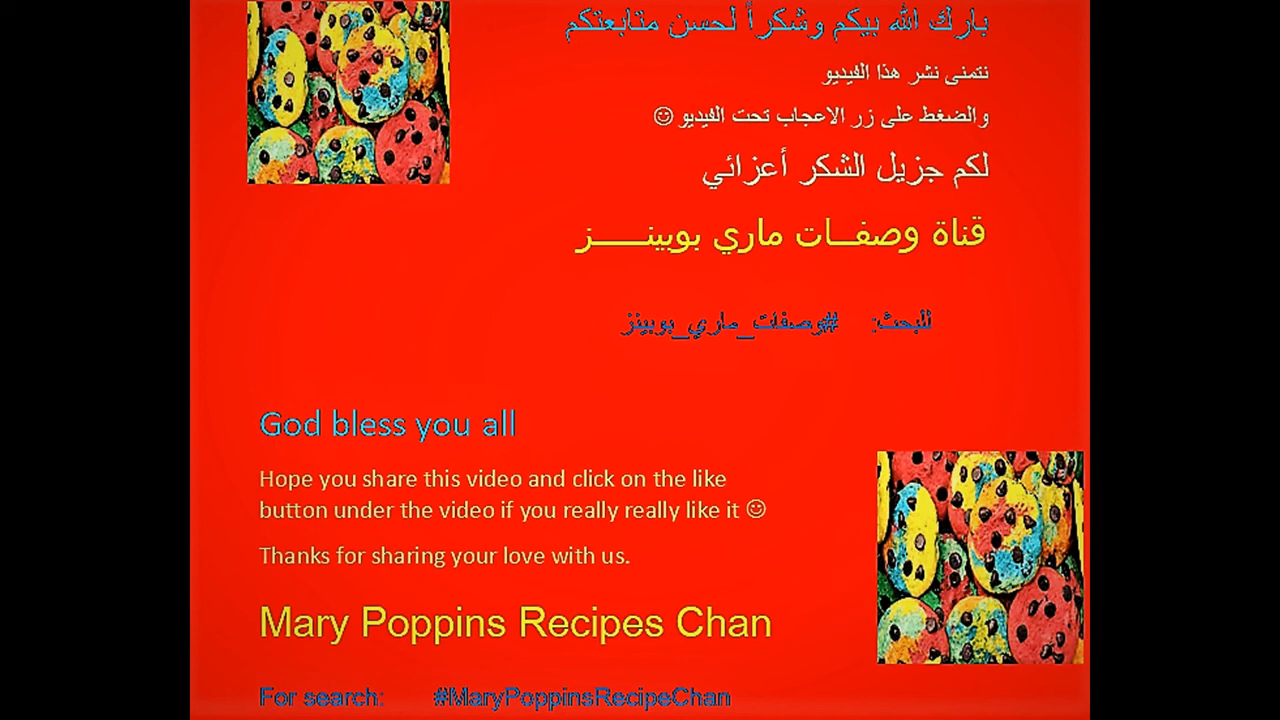 بارك الله بيكم وشكراً لحسن متابعتكم
نتمنى نشر هذا الفيديو
والضغط على زر الاعجاب تحت الفيديو ☺
لكم جزيل الشكر أعزائي
قناة وصفــات ماري بوبينـــــز
للبحث: #وصفات_ماري_بوبينز
God bless you all
Hope you share this video and click on the like
button under the video if you really really like it ☺
Thanks for sharing your love with us.
Mary Poppins Recipes Chan
For search: #MaryPoppinsRecipeChan